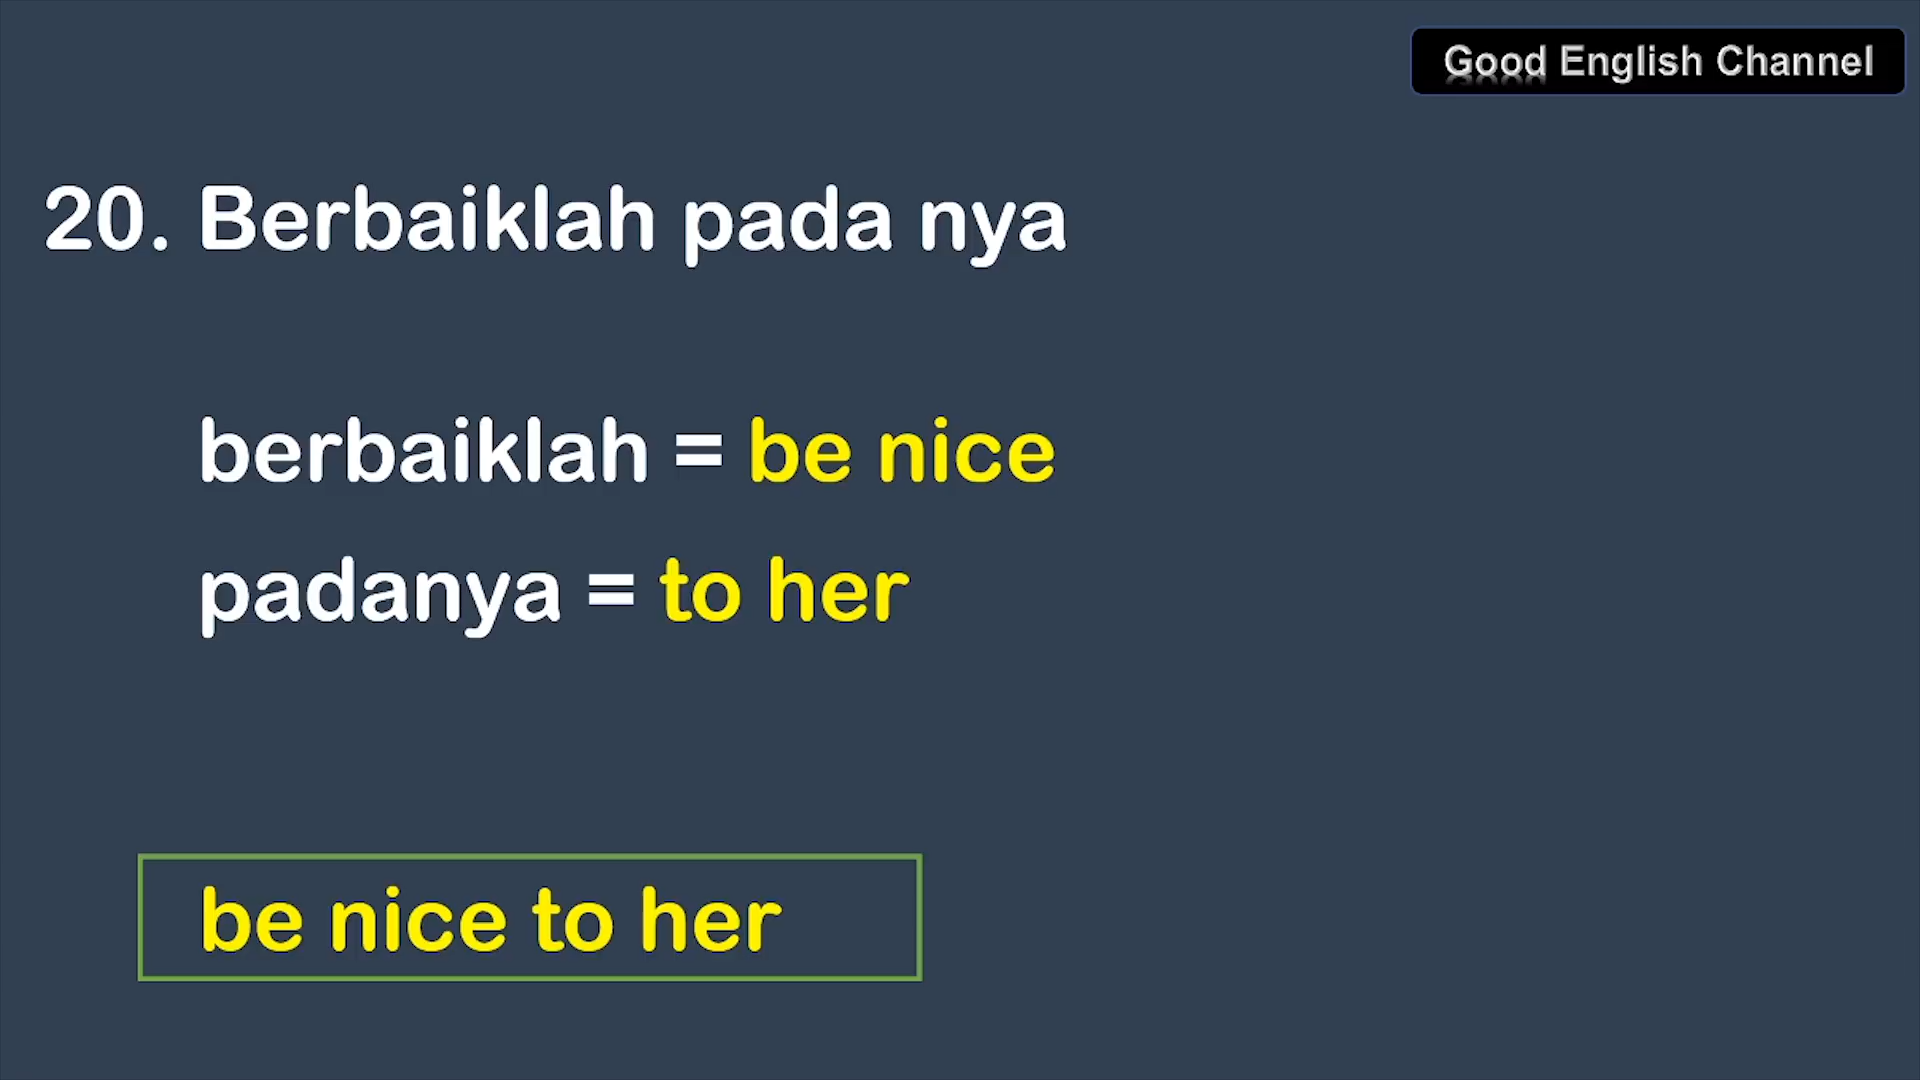 Good English Channel
20. Berbaiklah pada nya
berbaiklah = be nice
padanya = to her
be nice to her